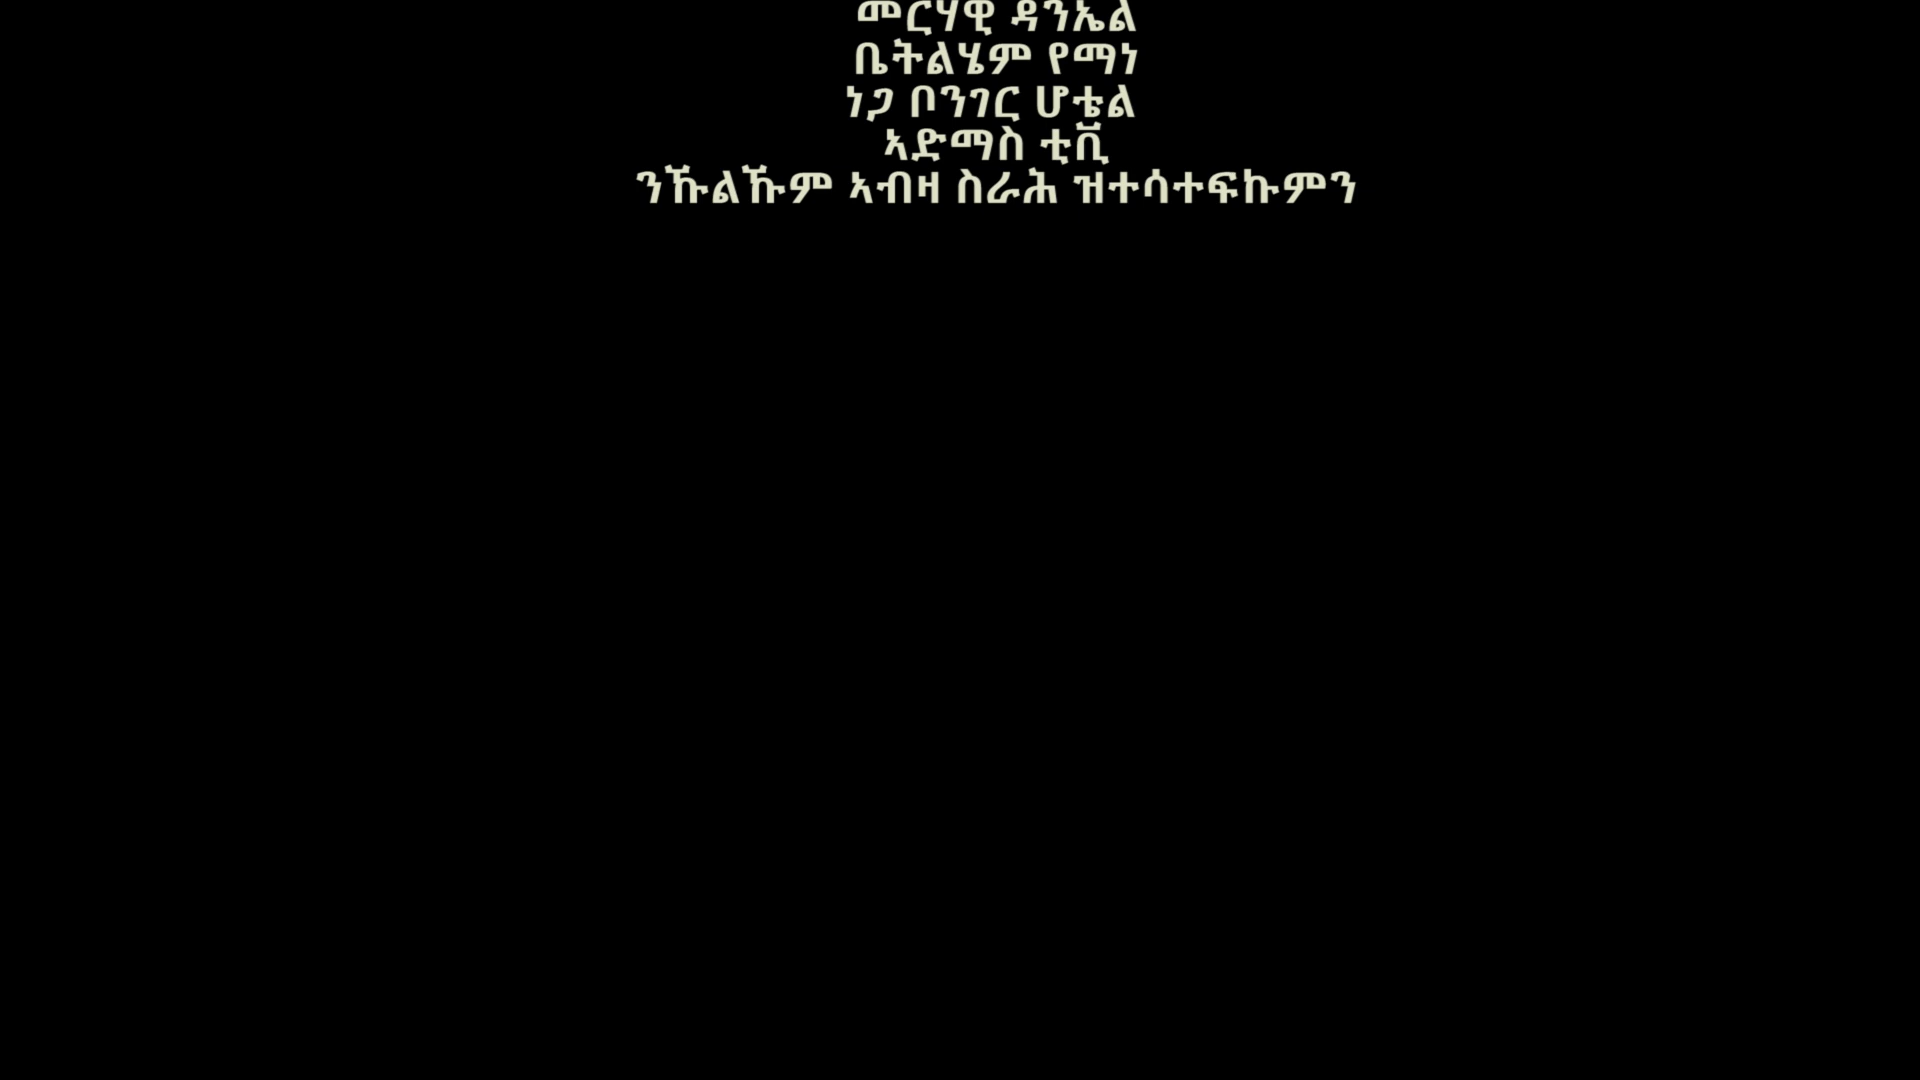 መርሃዊ ዳንኤል
ቤትልሄም የማነ
ነጋ ቦንገር ሆቴል
ኣድማስ ቲቪ
ንኹልኹም ኣብዛ ስራሕ ዝተሳተፍኩምን